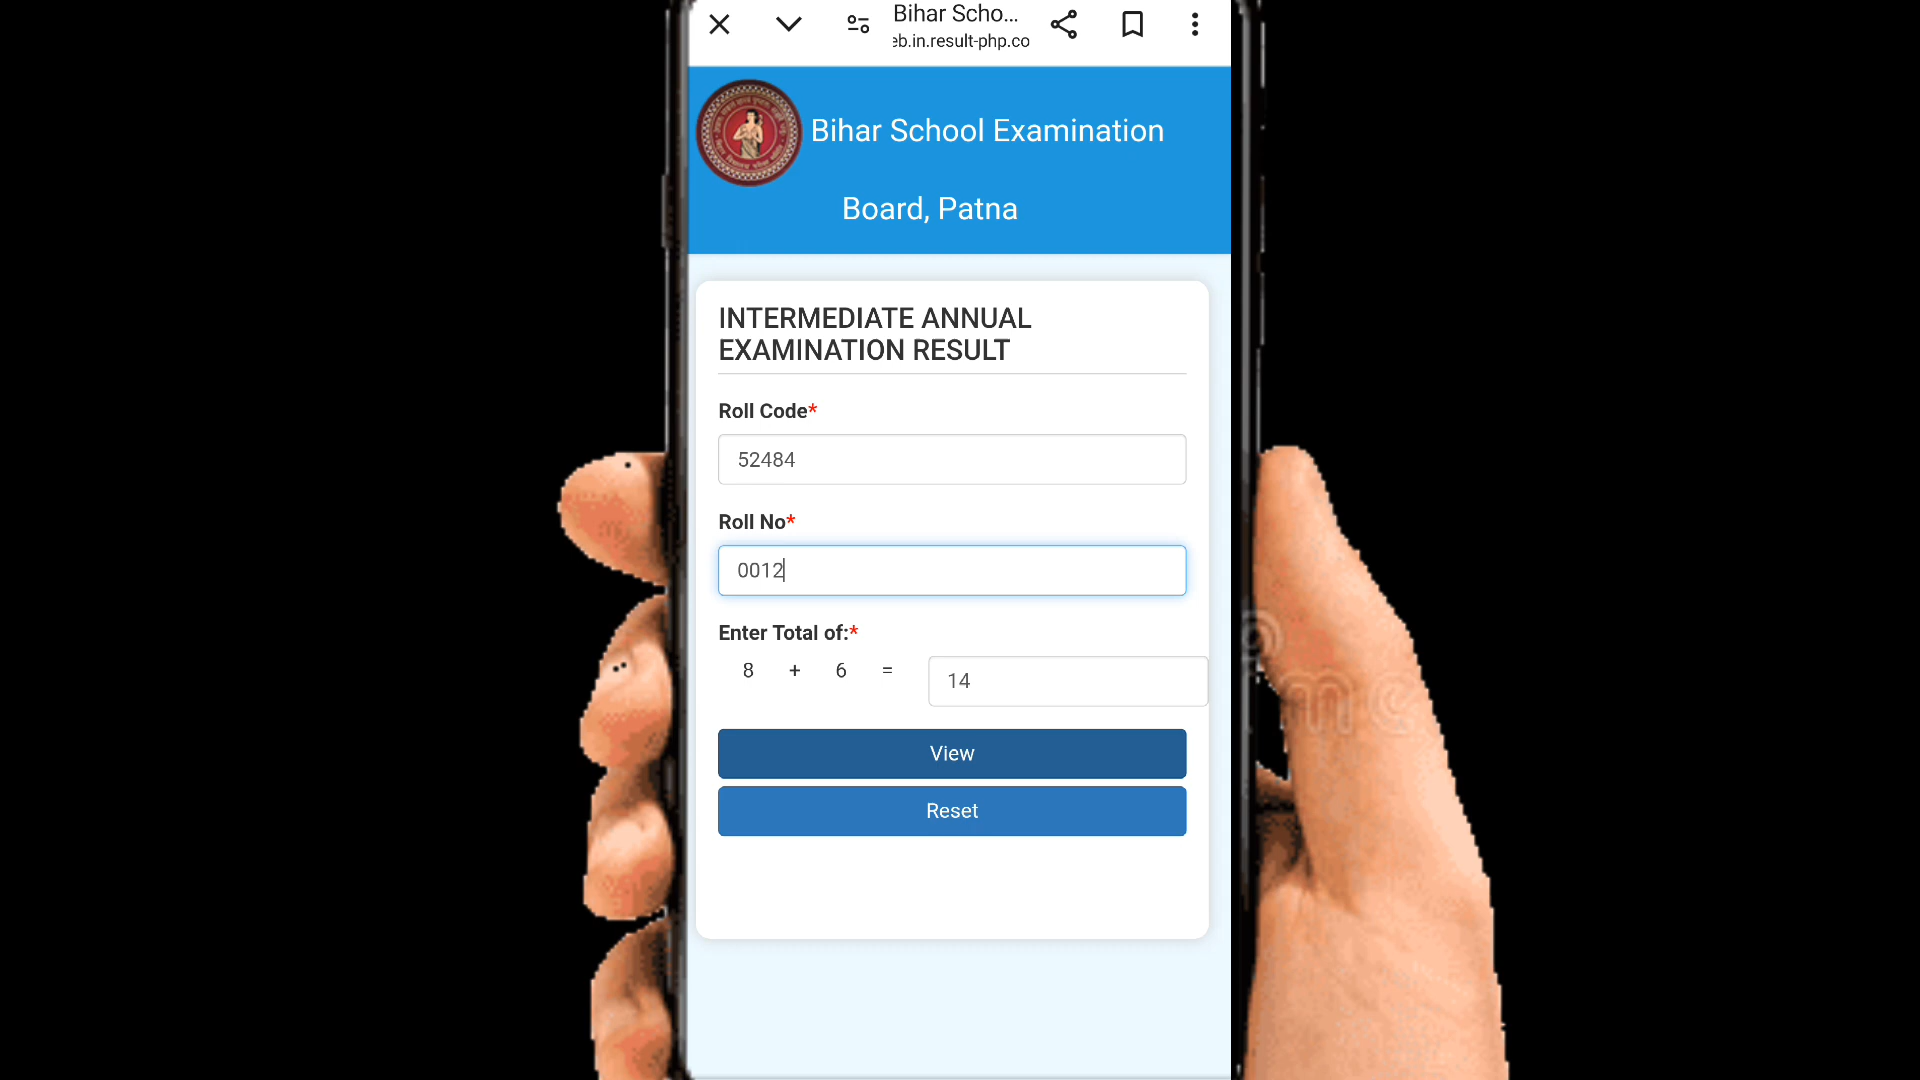 Bihar Scho...
eb.in.result-php.co
Bihar School Examination
Board, Patna
INTERMEDIATE ANNUAL
EXAMINATION RESULT
Roll Code*
52484
Roll No*
0012
Enter Total of:*
8 + 6 = 14
View
Reset